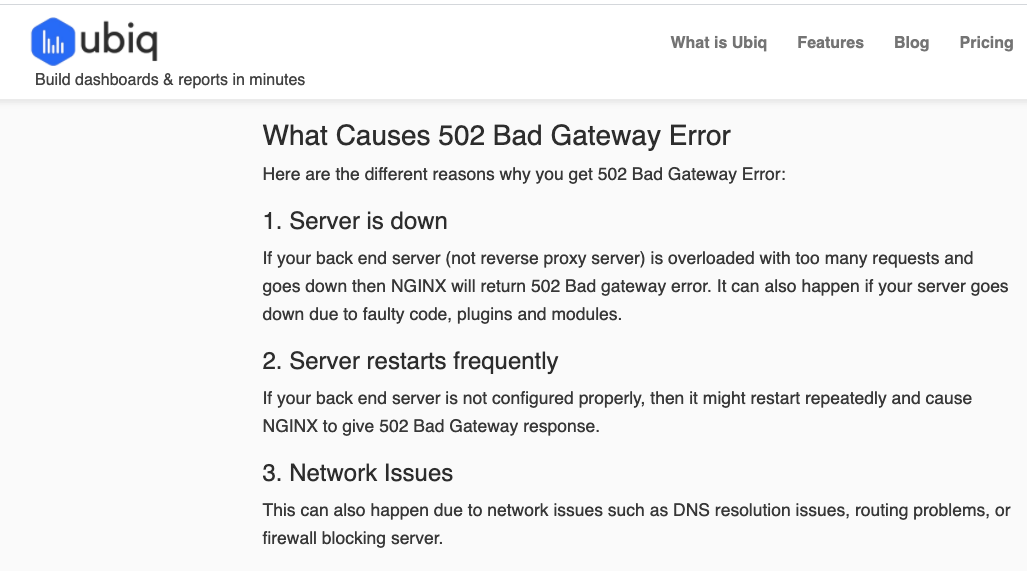 ubiq
What is Ubiq Features Blog Pricing
Build dashboards & reports in minutes
What Causes 502 Bad Gateway Error
Here are the different reasons why you get 502 Bad Gateway Error:
1. Server is down
If your back end server (not reverse proxy server) is overloaded with too many requests and
goes down then NGINX will return 502 Bad gateway error. It can also happen if your server goes
down due to faulty code, plugins and modules.
2. Server restarts frequently
If your back end server is not configured properly, then it might restart repeatedly and cause
NGINX to give 502 Bad Gateway response.
3. Network Issues
This can also happen due to network issues such as DNS resolution issues, routing problems, or
firewall blocking server.